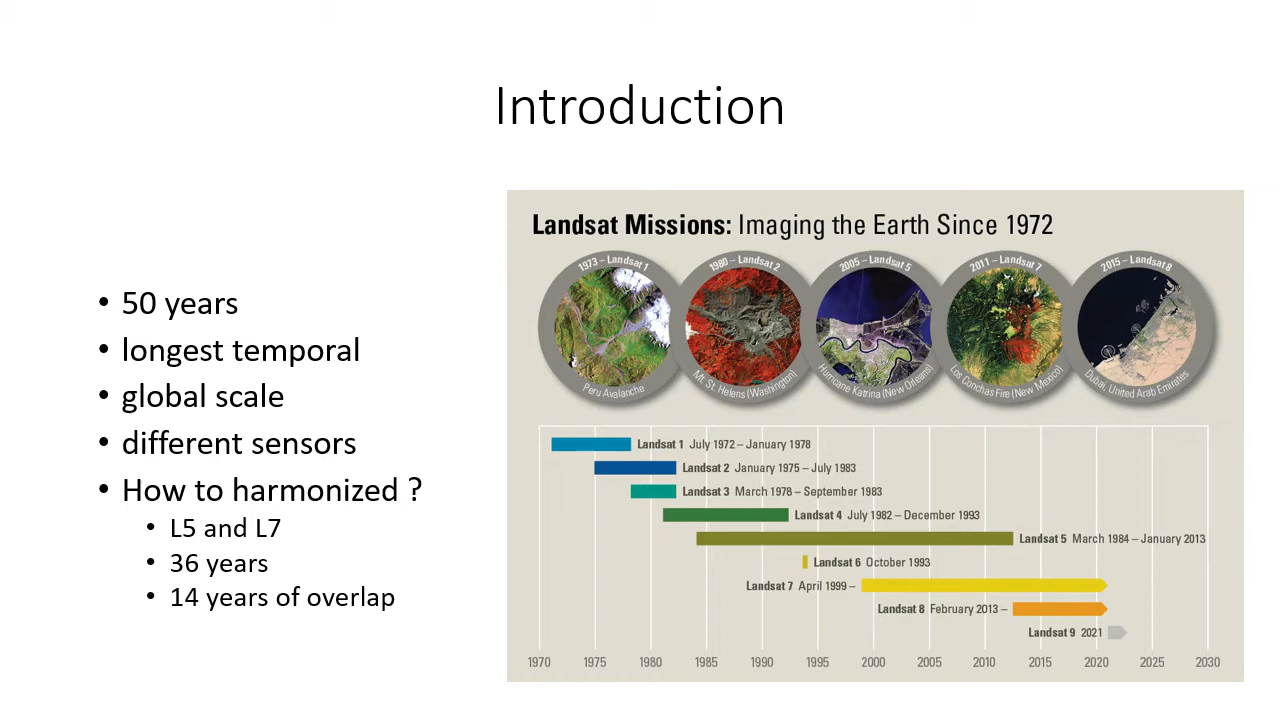 Introduction
• 50 years
• longest temporal
• global scale
• different sensors
• How to harmonized ?
• L5 and L7
• 36 years
• 14 years of overlap
Landsat Missions: Imaging the Earth Since 1972
1973 – Landsat 1
Peru Avalanche
1980 – Landsat 2
Mt. St. Helens (Washington)
2005 – Landsat 5
Hurricane Katrina (New Orleans)
2011 – Landsat 7
Los Conchas Fire (New Mexico)
2015 – Landsat 8
Dubai, United Arab Emirates
Landsat 1 July 1972 – January 1978
Landsat 2 January 1975 – July 1983
Landsat 3 March 1978 – September 1983
Landsat 4 July 1982 – December 1993
Landsat 5 March 1984 – January 2013
Landsat 6 October 1993
Landsat 7 April 1999 –
Landsat 8 February 2013 –
Landsat 9 2021
1970 1975 1980 1985 1990 1995 2000 2005 2010 2015 2020 2025 2030